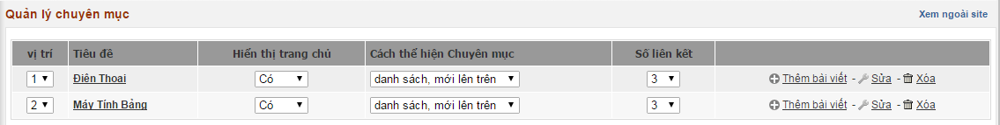 Quản lý chuyên mục Xem ngoài site
vị trí Tiêu đề Hiển thị trang chủ Cách thể hiện Chuyên mục Số liên kết
1 Điện Thoại Có danh sách, mới lên trên 3 Thêm bài viết - Sửa - Xóa
2 Máy Tính Bảng Có danh sách, mới lên trên 3 Thêm bài viết - Sửa - Xóa